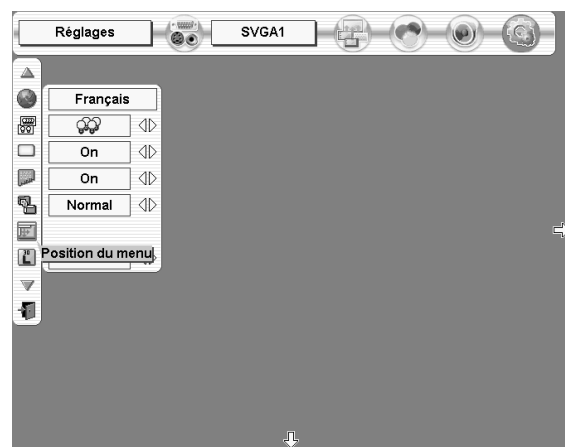 Réglages
SVGA1
Français
On
On
Normal
Position du menu